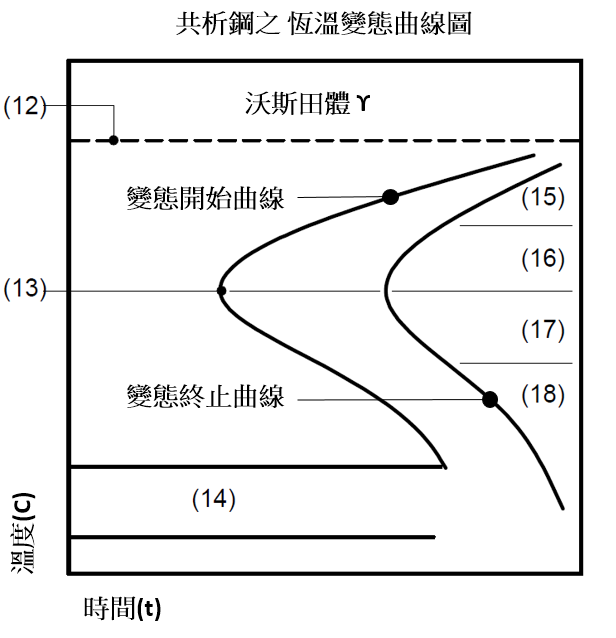 共析鋼之 恆溫變態曲線圖
(12)
沃斯田體 ϒ
變態開始曲線
(15)
(16)
(13)
(17)
變態終止曲線
(18)
(14)
溫度(C)
時間(t)